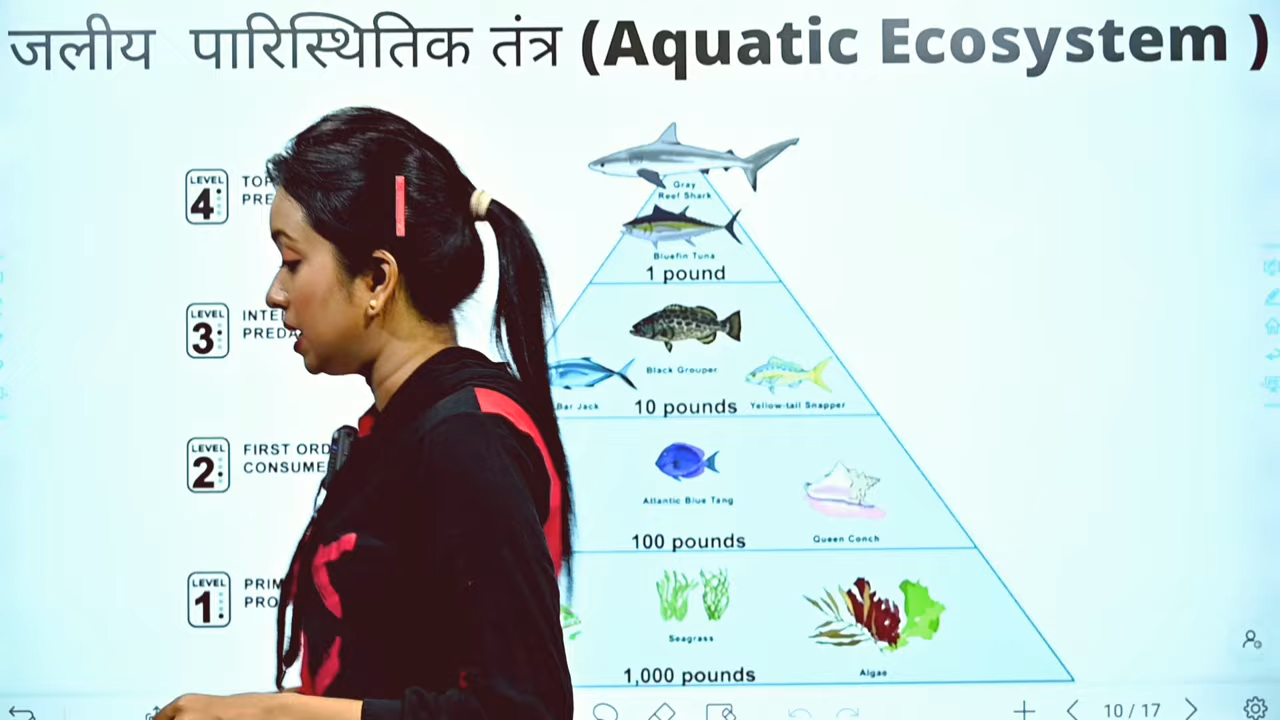 जलीय पारिस्थितिक तंत्र (Aquatic Ecosystem )
LEVEL
4
Gray
Reef Shark
Bluefin Tuna
1 pound
LEVEL
3
Black Grouper
Bar Jack
10 pounds
Yellow-tail Snapper
LEVEL
2
FIRST
Atlantic Blue Tang
100 pounds
Queen Conch
LEVEL
1
Seagrass
1,000 pounds
Algae
10 / 17